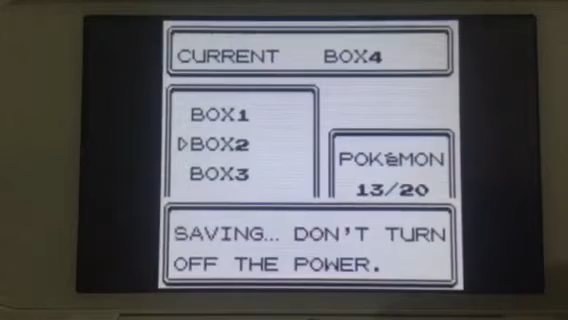 CURRENT BOX4
BOX1
▷BOX2
BOX3
POKéMON
13/20
SAVING... DON'T TURN
OFF THE POWER.